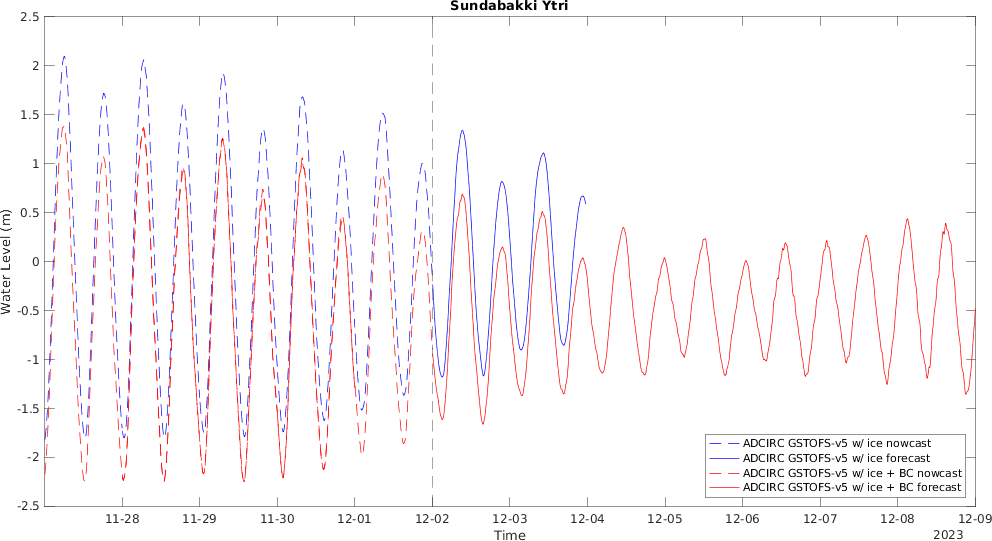 Sundabakki Ytri
2.5
2
1.5
1
0.5
0
-0.5
-1
-1.5
-2
-2.5
Water Level (m)
11-28 11-29 11-30 12-01 12-02 12-03 12-04 12-05 12-06 12-07 12-08 12-09
Time
2023
ADCIRC GSTOFS-v5 w/ ice nowcast
ADCIRC GSTOFS-v5 w/ ice forecast
ADCIRC GSTOFS-v5 w/ ice + BC nowcast
ADCIRC GSTOFS-v5 w/ ice + BC forecast